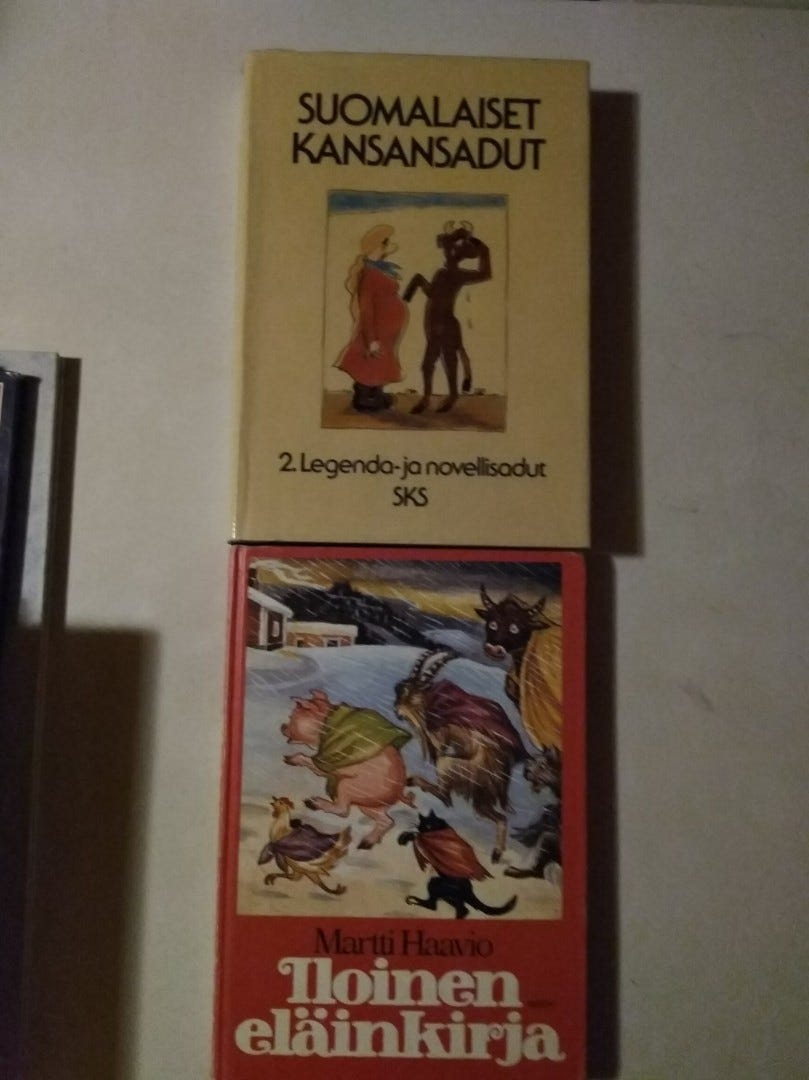 SUOMALAISET
KANSANSADUT
2. Legenda- ja novellisadut
SKS
Martti Haavio
Iloinen
eläinkirja